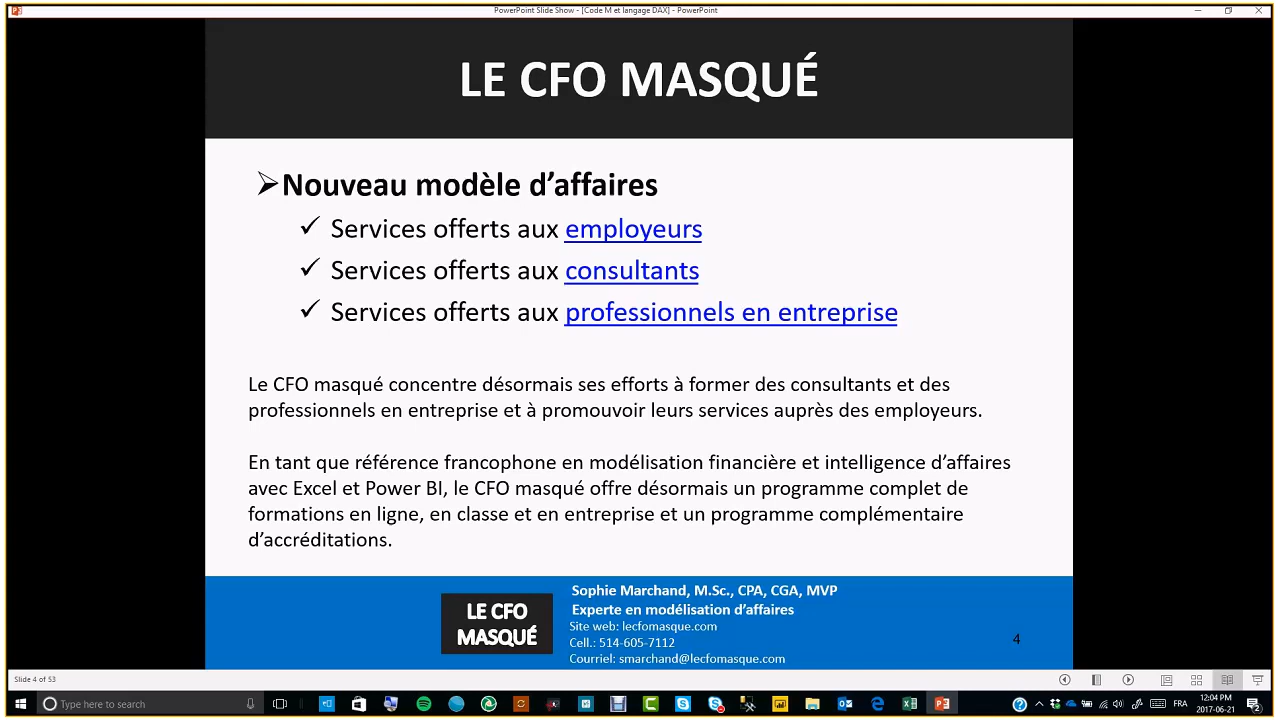 PowerPoint Slide Show - [Code M et langage DAX] - PowerPoint
LE CFO MASQUÉ
Nouveau modèle d’affaires
Services offerts aux employeurs
Services offerts aux consultants
Services offerts aux professionnels en entreprise
Le CFO masqué concentre désormais ses efforts à former des consultants et des
professionnels en entreprise et à promouvoir leurs services auprès des employeurs.
En tant que référence francophone en modélisation financière et intelligence d’affaires
avec Excel et Power BI, le CFO masqué offre désormais un programme complet de
formations en ligne, en classe et en entreprise et un programme complémentaire
d’accréditations.
LE CFO
MASQUÉ
Sophie Marchand, M.Sc., CPA, CGA, MVP
Experte en modélisation d’affaires
Site web: lecfomasque.com
Cell.: 514-605-7112
Courriel: smarchand@lecfomasque.com
4
Slide 4 of 53
Type here to search
FRA
12:04 PM
2017-06-21